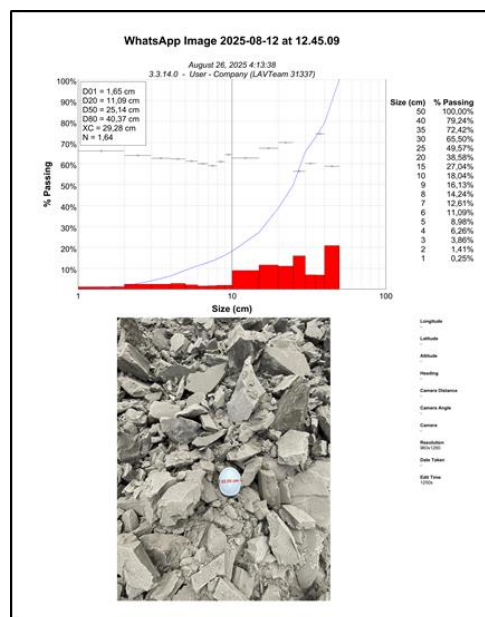 WhatsApp Image 2025-08-12 at 12.45.09
August 26, 2025 4:13:38
3.3.14.0 - User - Company (LAVTeam 31337)
D01 = 1,65 cm
D20 = 11,09 cm
D50 = 25,14 cm
D80 = 40,37 cm
XC = 29,28 cm
N = 1,64
% Passing
100%
90%
80%
70%
60%
50%
40%
30%
20%
10%
1 10 100
Size (cm)
Size (cm) % Passing
50 100,00%
40 79,24%
35 72,42%
30 65,50%
25 49,57%
20 38,58%
15 27,04%
10 18,04%
9 16,13%
8 14,24%
7 12,61%
6 11,09%
5 8,98%
4 6,26%
3 3,86%
2 1,41%
1 0,25%
Longitude
Latitude
Altitude
Heading
Camera Distance
Camera Angle
Camera
Resolution
Date Taken
Edit Time